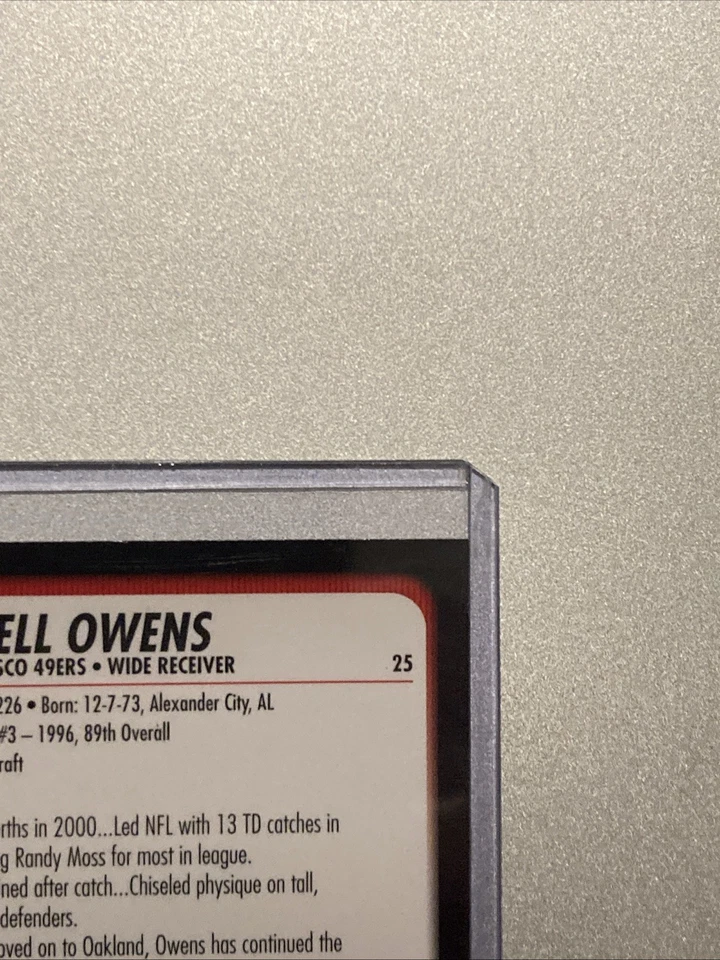 ELL OWENS
SCO 49ERS • WIDE RECEIVER 25
226 • Born: 12-7-73, Alexander City, AL
#3 – 1996, 89th Overall
raft
rths in 2000...Led NFL with 13 TD catches in
g Randy Moss for most in league.
ned after catch...Chiseled physique on tall,
defenders.
oved on to Oakland, Owens has continued the